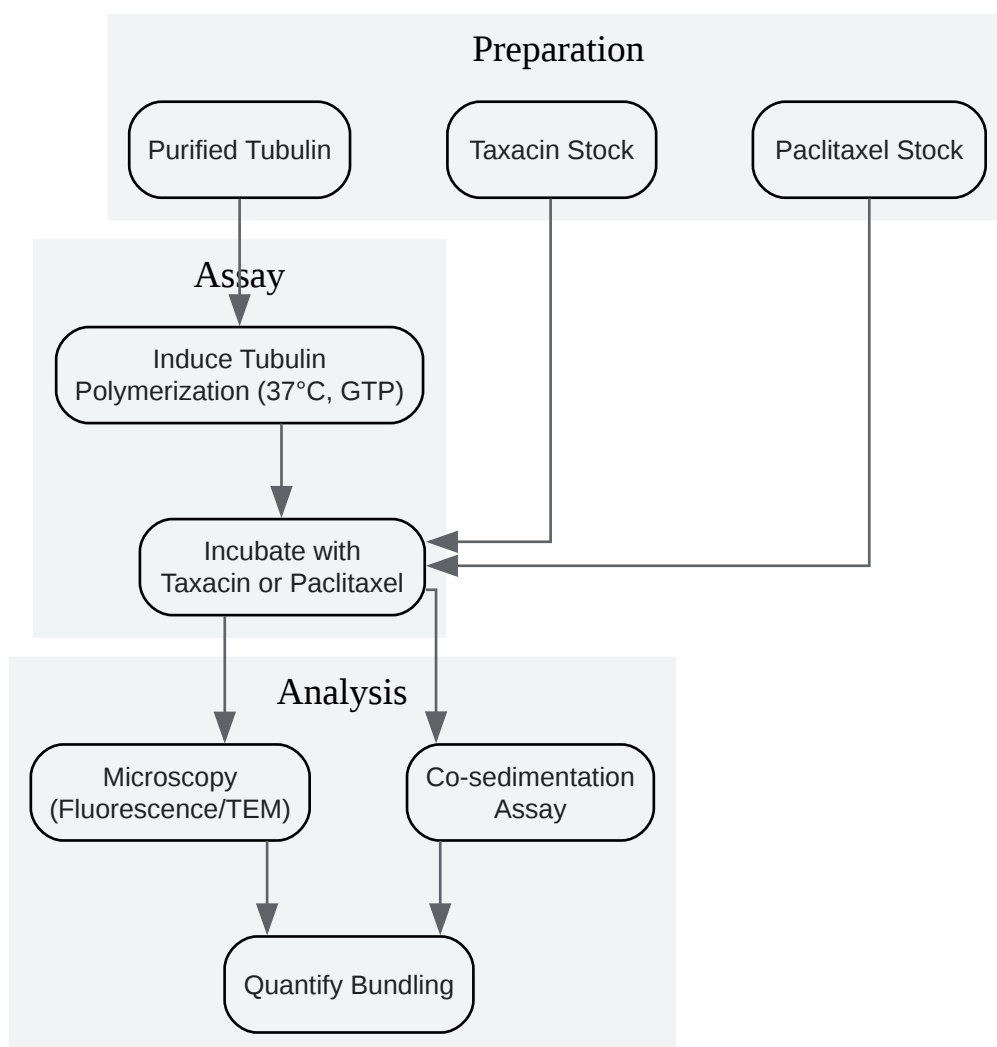 Preparation
Purified Tubulin
Taxacin Stock
Paclitaxel Stock
Assay
Induce Tubulin
Polymerization (37°C, GTP)
Incubate with
Taxacin or Paclitaxel
Analysis
Microscopy
(Fluorescence/TEM)
Co-sedimentation
Assay
Quantify Bundling